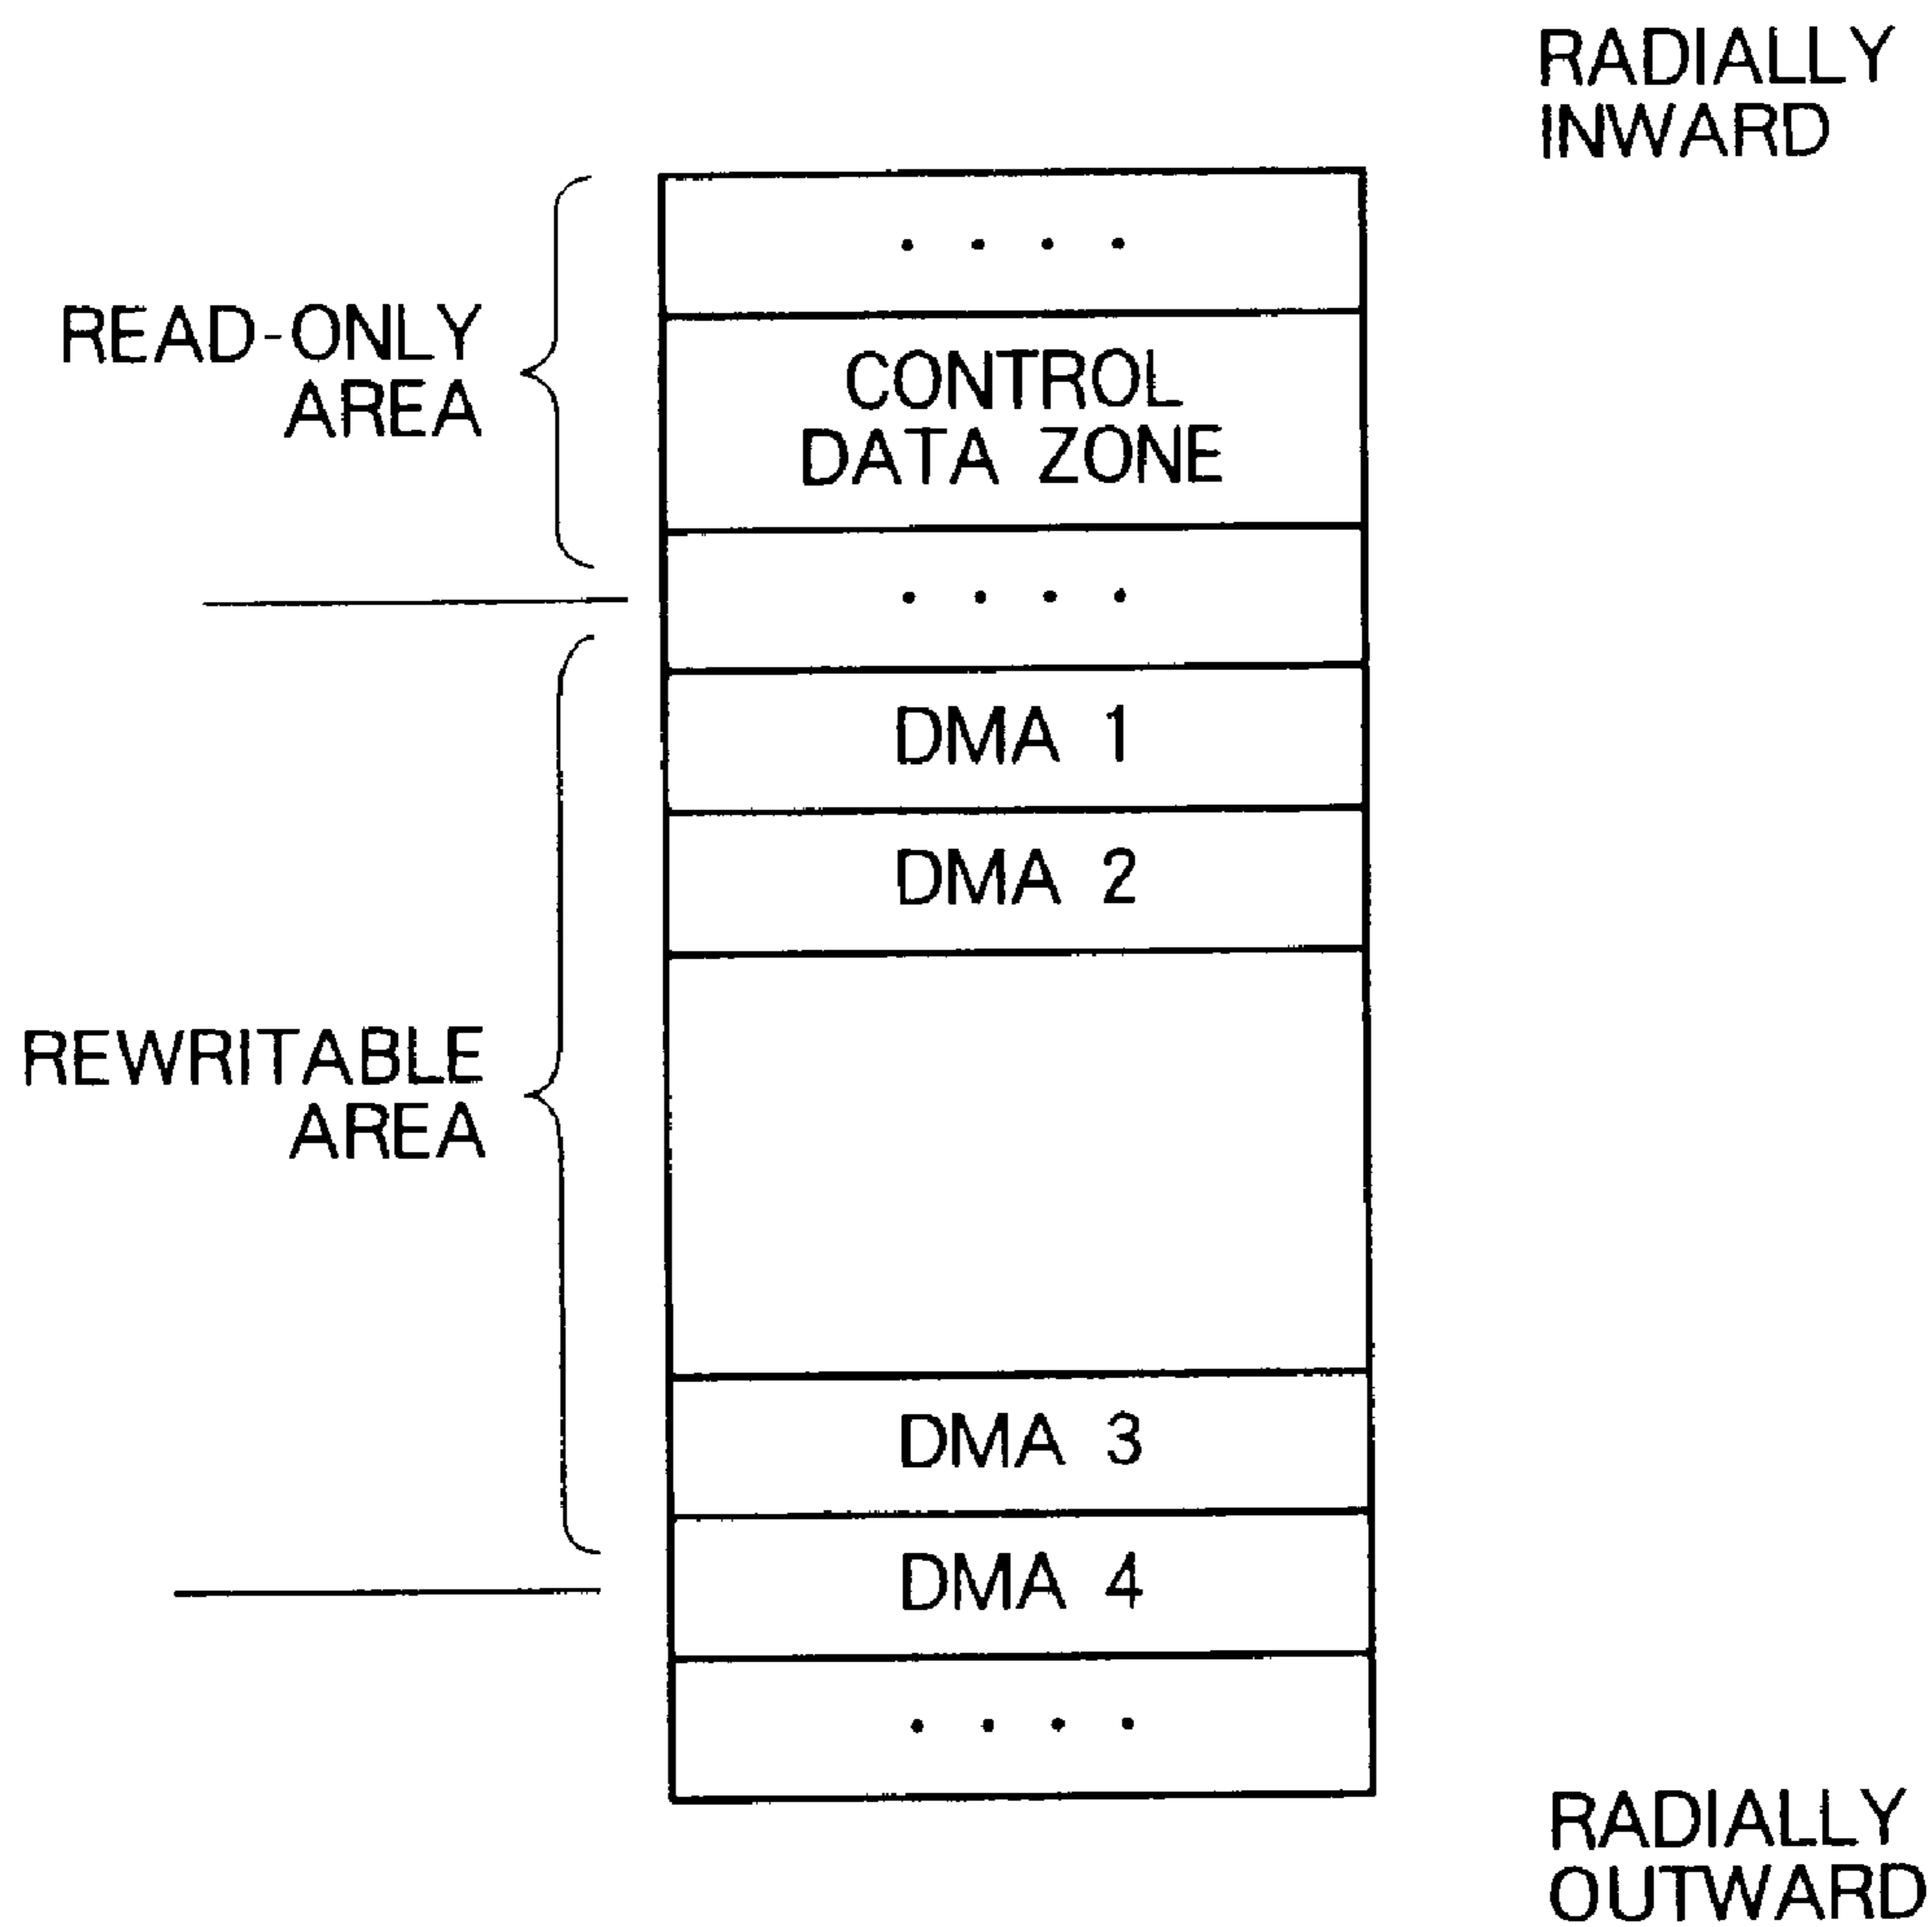 RADIALLY
INWARD
. . . .
READ-ONLY
AREA
CONTROL
DATA ZONE
. . . .
DMA 1
DMA 2
REWRITABLE
AREA
DMA 3
DMA 4
. . . .
RADIALLY
OUTWARD